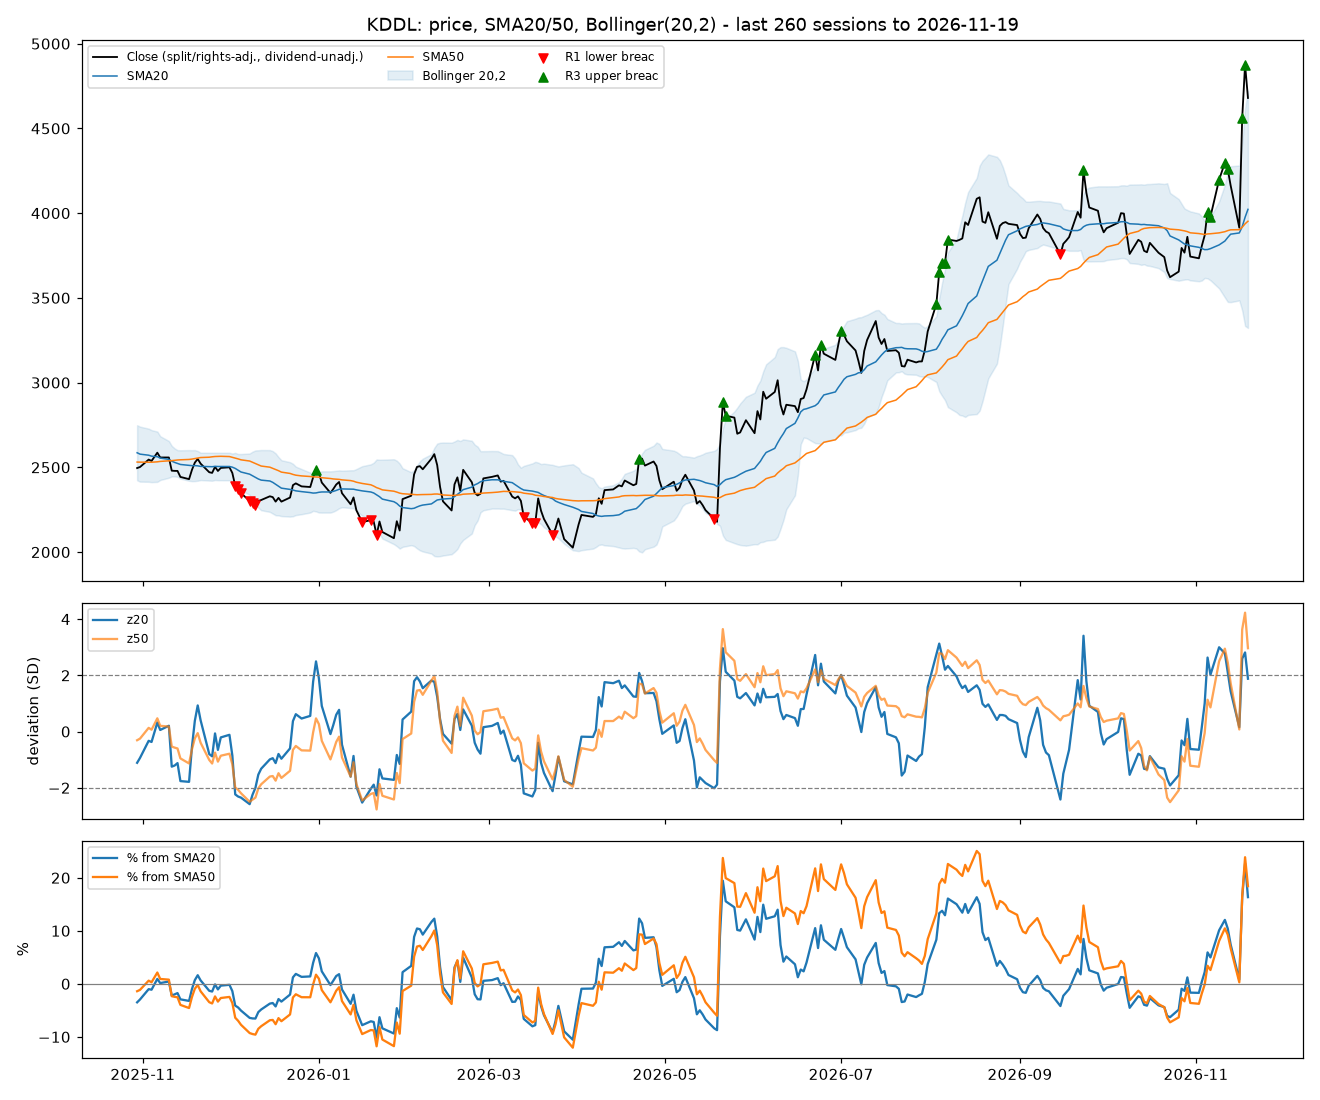 KDDL: price, SMA20/50, Bollinger(20,2) - last 260 sessions to 2026-11-19
Close (split/rights-adj., dividend-unadj.)
SMA20
SMA50
Bollinger 20,2
R1 lower breac
R3 upper breac
5000
4500
4000
3500
3000
2500
2000
z20
z50
deviation (SD)
4
2
0
−2
% from SMA20
% from SMA50
%
20
10
0
−10
2025-11
2026-01
2026-03
2026-05
2026-07
2026-09
2026-11